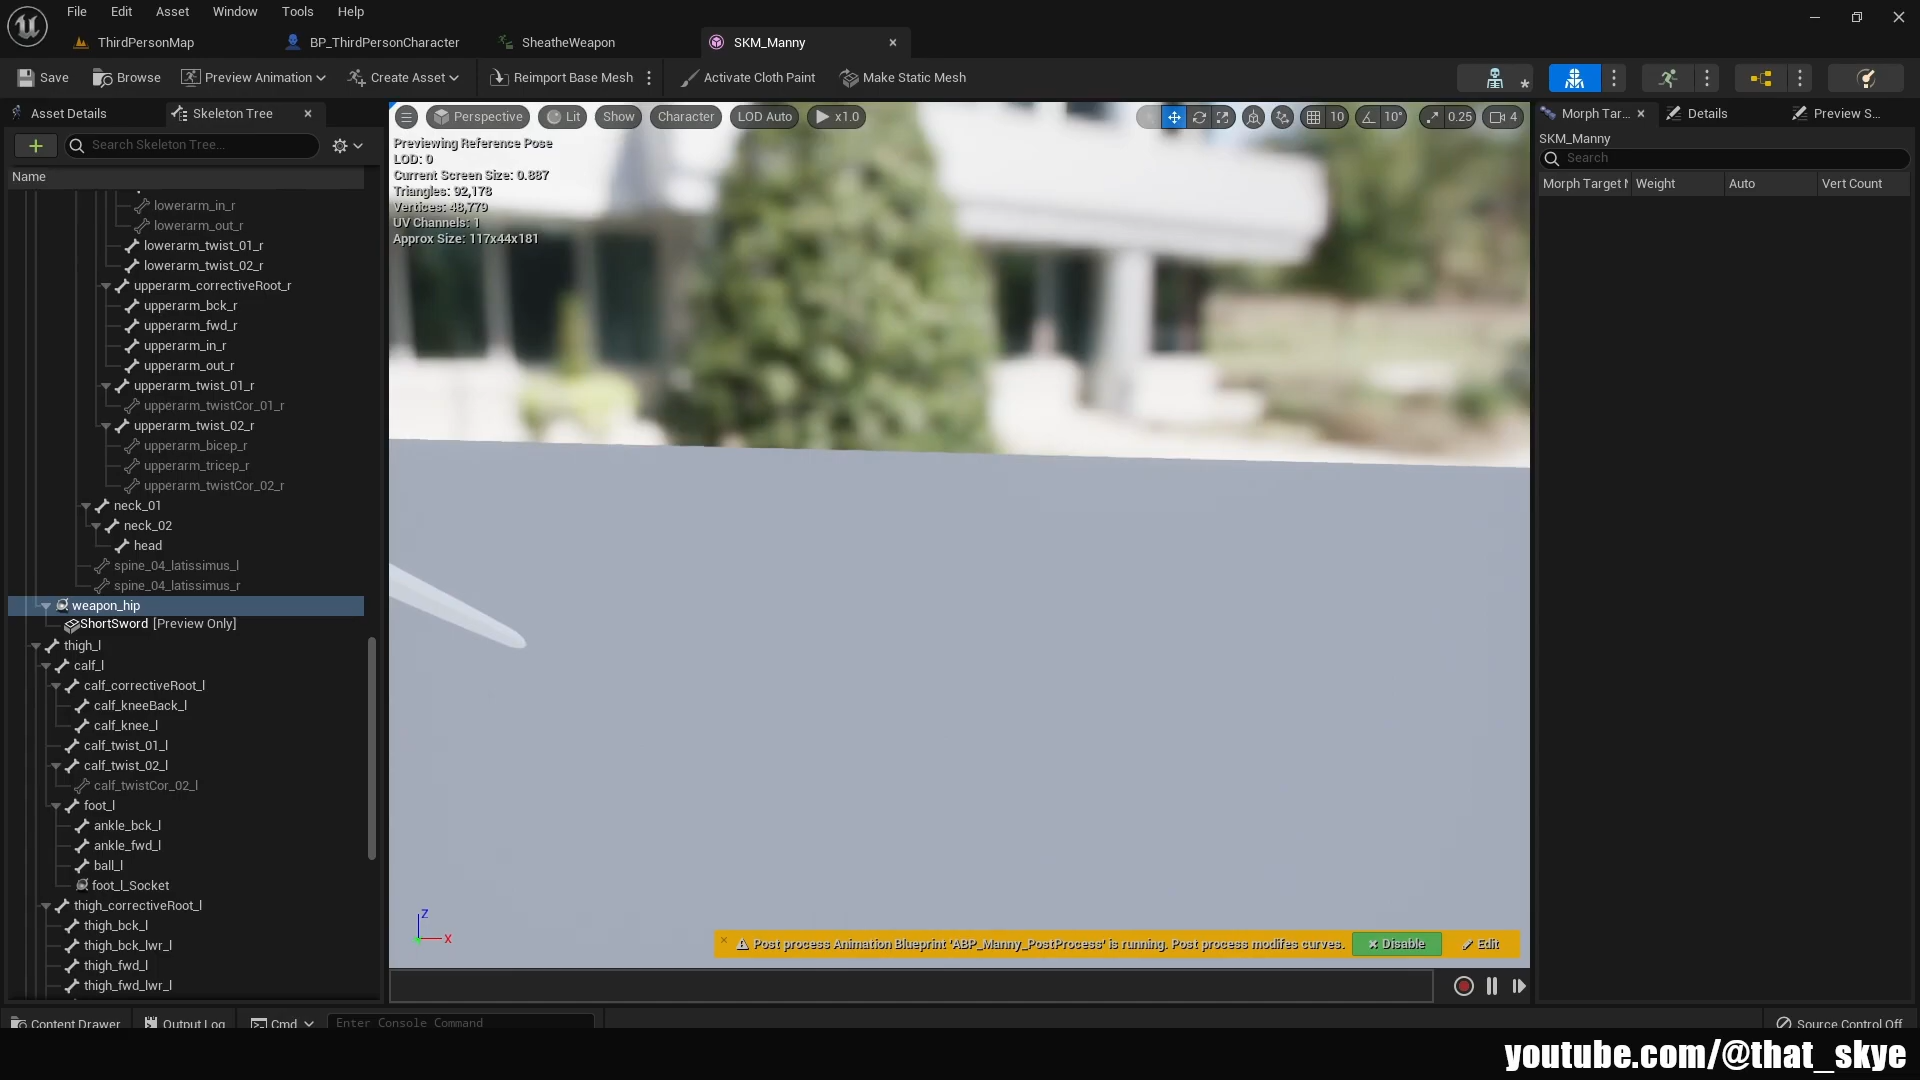 File Edit Asset Window Tools Help
ThirdPersonMap BP_ThirdPersonCharacter SheatheWeapon SKM_Manny
Save Browse Preview Animation Create Asset Reimport Base Mesh Activate Cloth Paint Make Static Mesh
Asset Details Skeleton Tree Morph Tar... Details Preview S...
Search Skeleton Tree...
Perspective Lit Show Character LOD Auto x1.0 10 10° 0.25 4
SKM_Manny
Search
Name
Morph Target N Weight Auto Vert Count
Previewing Reference Pose
LOD: 0
Current Screen Size: 0.887
Triangles: 92,178
Vertices: 48,779
UV Channels: 1
Approx Size: 117x44x181
lowerarm_in_r
lowerarm_out_r
lowerarm_twist_01_r
lowerarm_twist_02_r
upperarm_correctiveRoot_r
upperarm_bck_r
upperarm_fwd_r
upperarm_in_r
upperarm_out_r
upperarm_twist_01_r
upperarm_twistCor_01_r
upperarm_twist_02_r
upperarm_bicep_r
upperarm_tricep_r
upperarm_twistCor_02_r
neck_01
neck_02
head
spine_04_latissimus_l
spine_04_latissimus_r
weapon_hip
ShortSword [Preview Only]
thigh_l
calf_l
calf_correctiveRoot_l
calf_kneeBack_l
calf_knee_l
calf_twist_01_l
calf_twist_02_l
calf_twistCor_02_l
foot_l
ankle_bck_l
ankle_fwd_l
ball_l
foot_l_Socket
thigh_correctiveRoot_l
thigh_bck_l
thigh_bck_lwr_l
thigh_fwd_l
thigh_fwd_lwr_l
Z
X
Post process Animation Blueprint 'ABP_Manny_PostProcess' is running. Post process modifes curves. Disable Edit
Content Drawer Output Log Cmd Enter Console Command Source Control Off
youtube.com/@that_skye